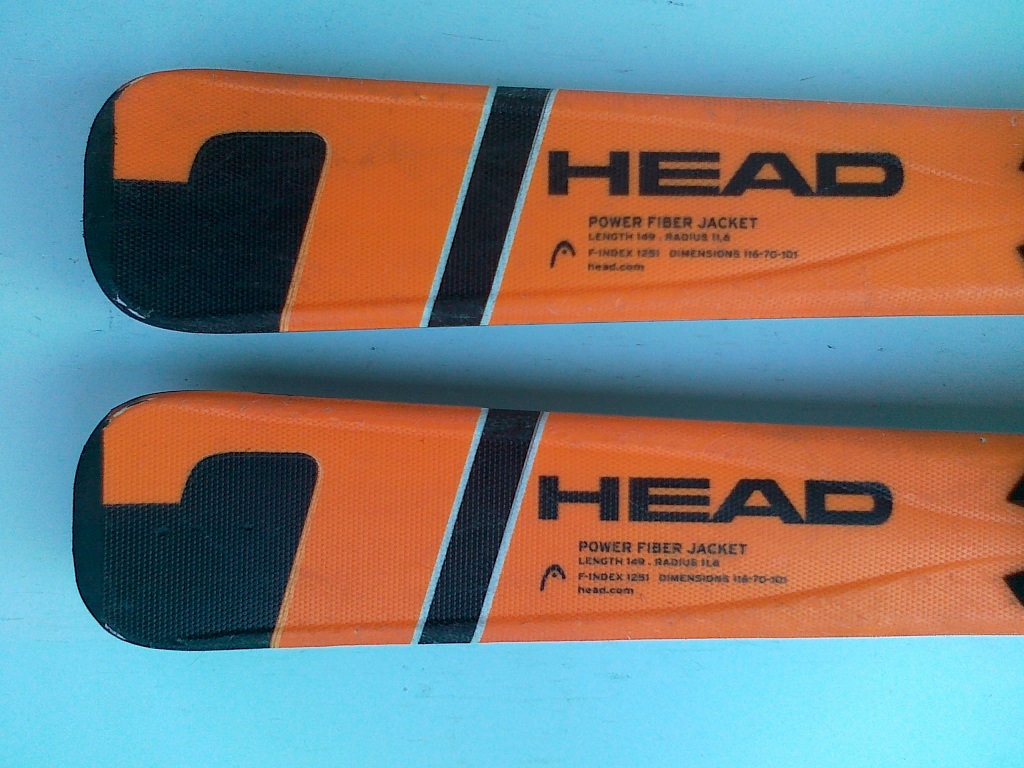 HEAD
POWER FIBER JACKET
LENGTH 149 . RADIUS 11,6
F-INDEX 1251 DIMENSIONS 116-70-101
head.com
HEAD
POWER FIBER JACKET
LENGTH 149 . RADIUS 11,6
F-INDEX 1251 DIMENSIONS 116-70-101
head.com